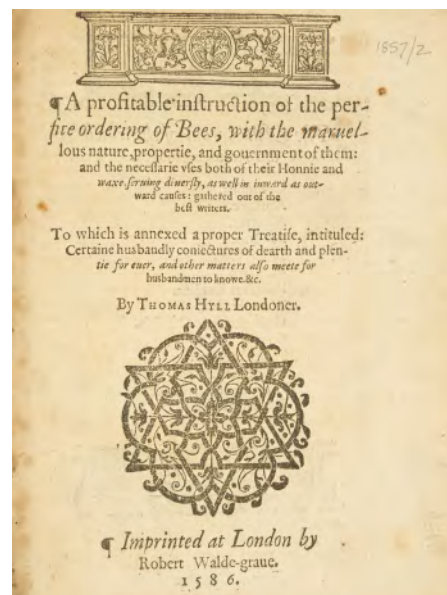 1857/2
¶A profitable inſtruction of the per-
fite ordering of Bees, with the maruel-
lous nature, propertie, and gouernment of them:
and the neceſſarie vſes both of their Honnie and
waxe, ſeruing diuerſly, as well in inward as out-
ward cauſes: gathered out of the
beſt writers.
To which is annexed a proper Treatiſe, intituled:
Certaine husbandly coniectures of dearth and plen-
tie for euer, and other matters alſo meete for
husbandmen to knowe. &c.
By THOMAS HYLL Londoner.
¶ Imprinted at London by
Robert Walde-graue.
1586.